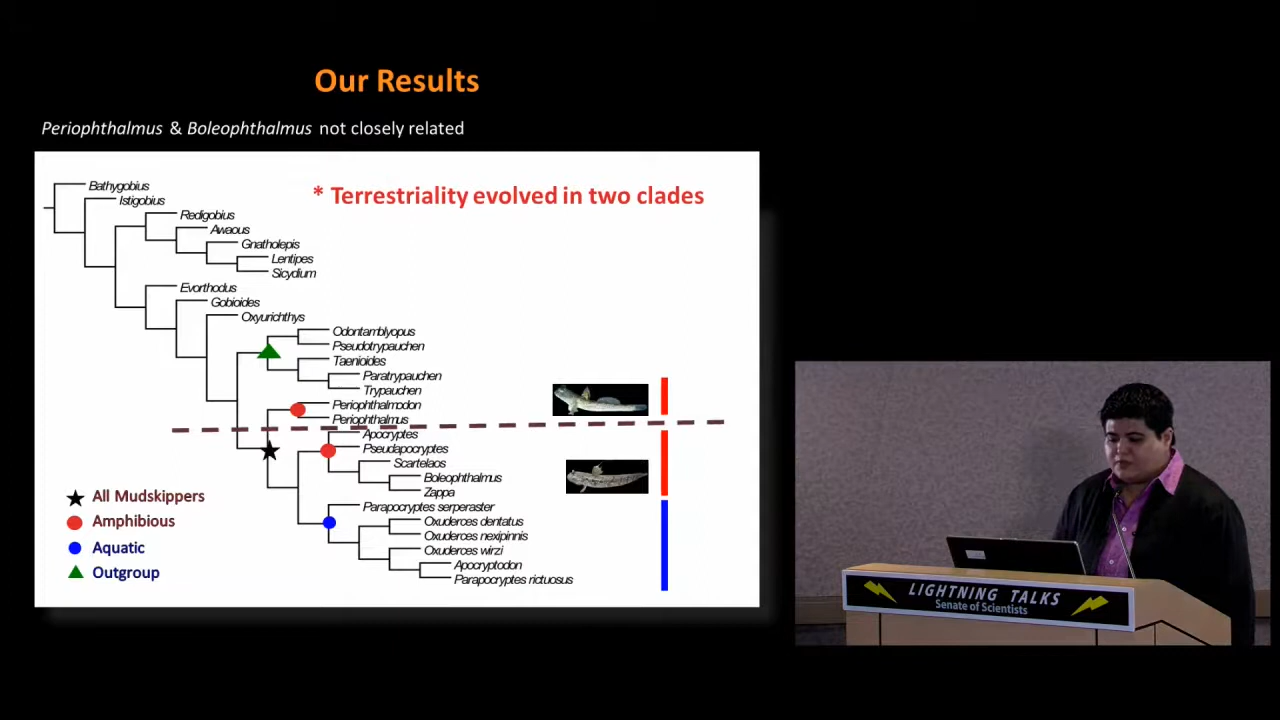 Our Results
Periophthalmus & Boleophthalmus not closely related
* Terrestriality evolved in two clades
Bathygobius
Istigobius
Redigobius
Awaous
Gnatholepis
Lentipes
Sicydium
Evorthodus
Gobioides
Oxyurichthys
Odontamblyopus
Pseudotrypauchen
Taenioides
Paratrypauchen
Trypauchen
Periophthalmodon
Periophthalmus
Apocryptes
Pseudapocryptes
Scartelaos
Boleophthalmus
Zappa
Parapocryptes serperaster
Oxuderces dentatus
Oxuderces nexipinnis
Oxuderces wirzi
Apocryptodon
Parapocryptes rictuosus
All Mudskippers
Amphibious
Aquatic
Outgroup
LIGHTNING TALKS
Senate of Scientists